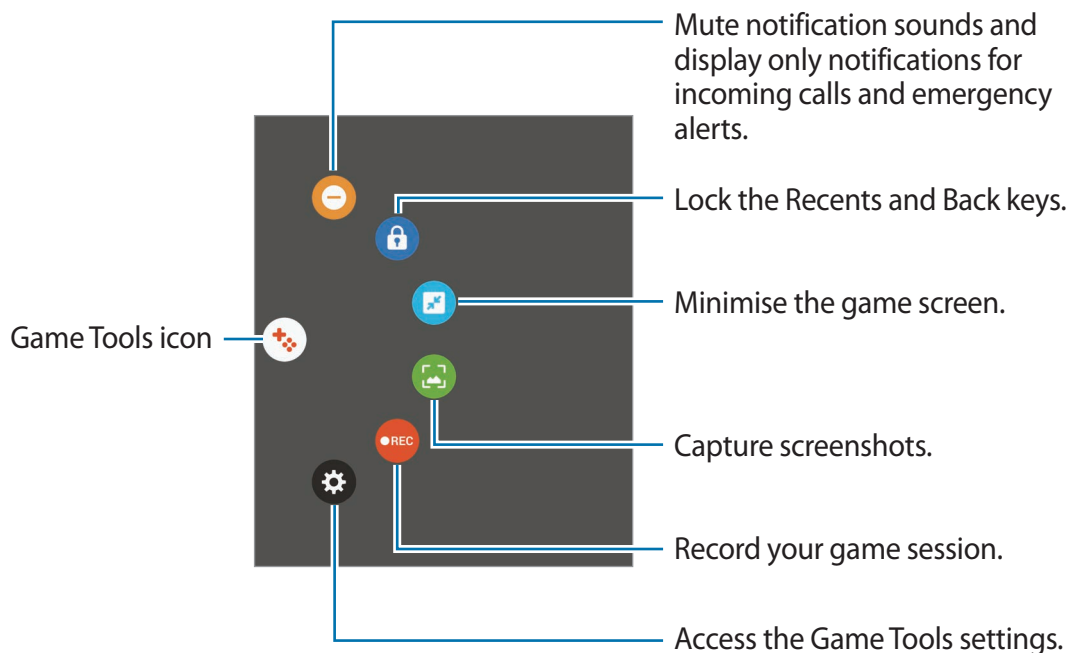 Mute notification sounds and
display only notifications for
incoming calls and emergency
alerts.
Lock the Recents and Back keys.
Minimise the game screen.
Game Tools icon
Capture screenshots.
REC
Record your game session.
Access the Game Tools settings.